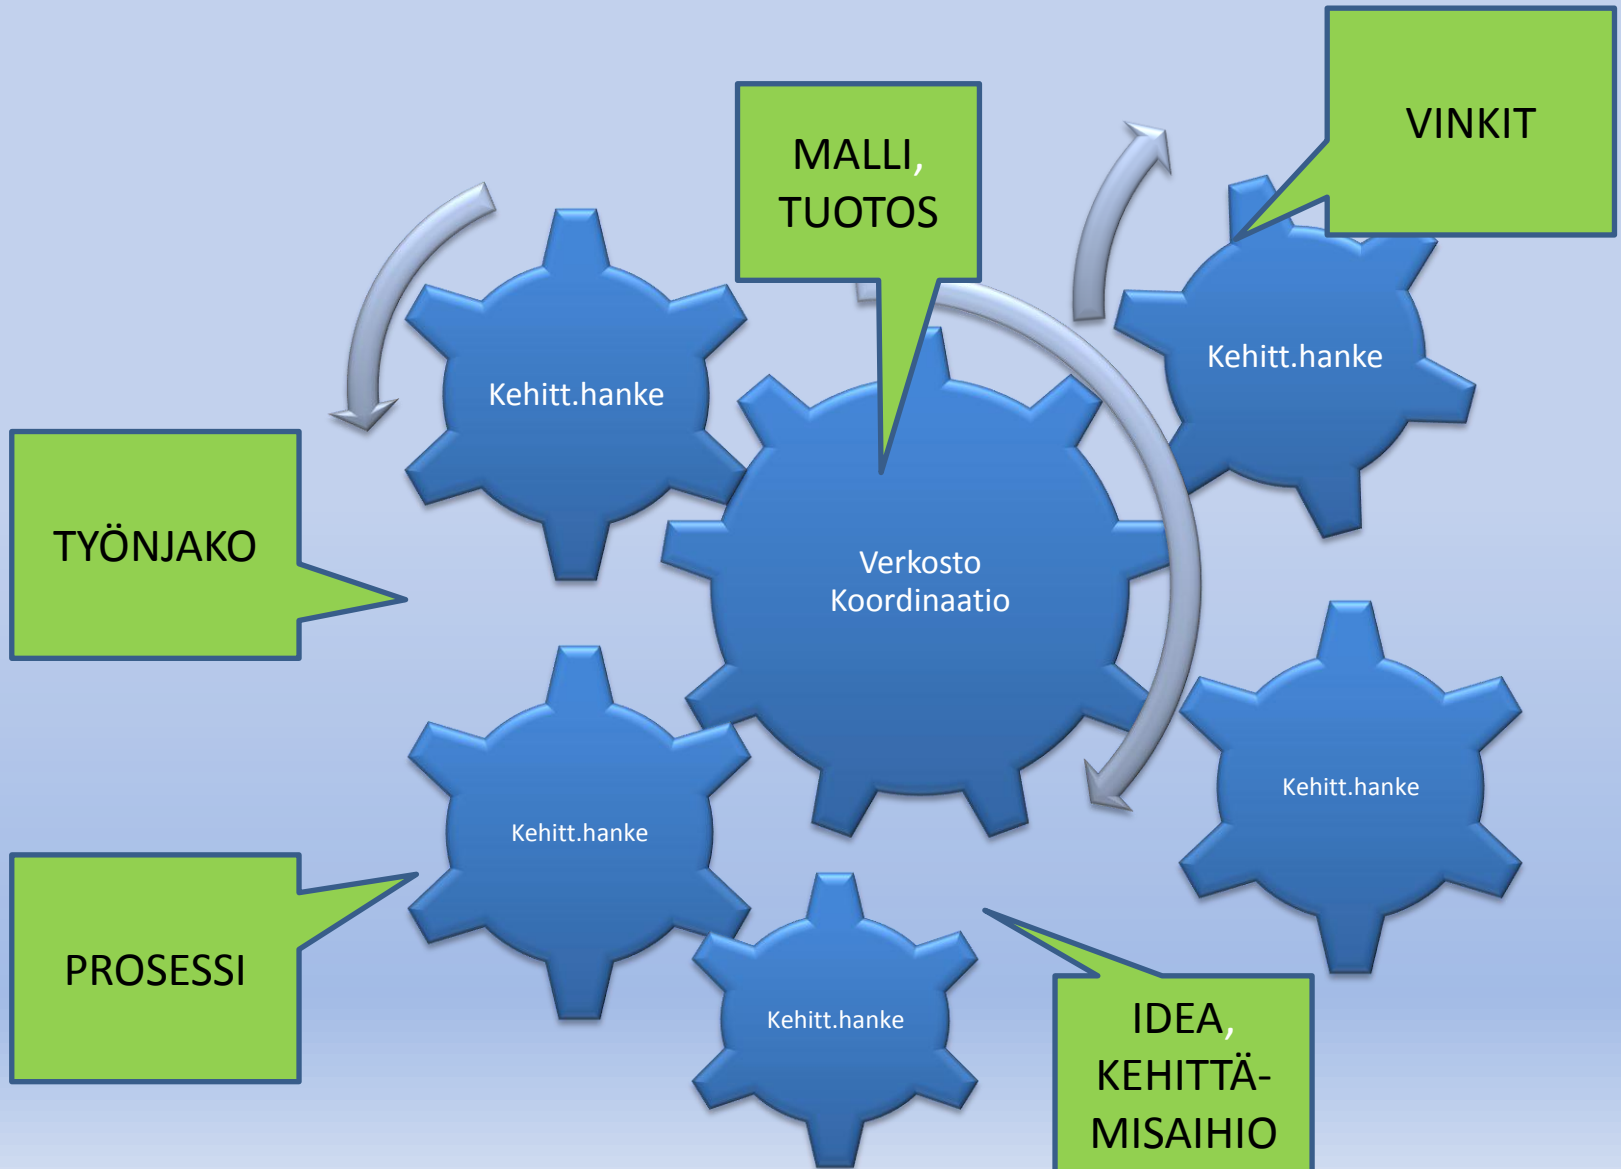 VINKIT
MALLI,
TUOTOS
Kehitt.hanke
Kehitt.hanke
TYÖNJAKO
Verkosto
Koordinaatio
Kehitt.hanke
Kehitt.hanke
PROSESSI
Kehitt.hanke
IDEA,
KEHITTÄ-
MISAIHIO